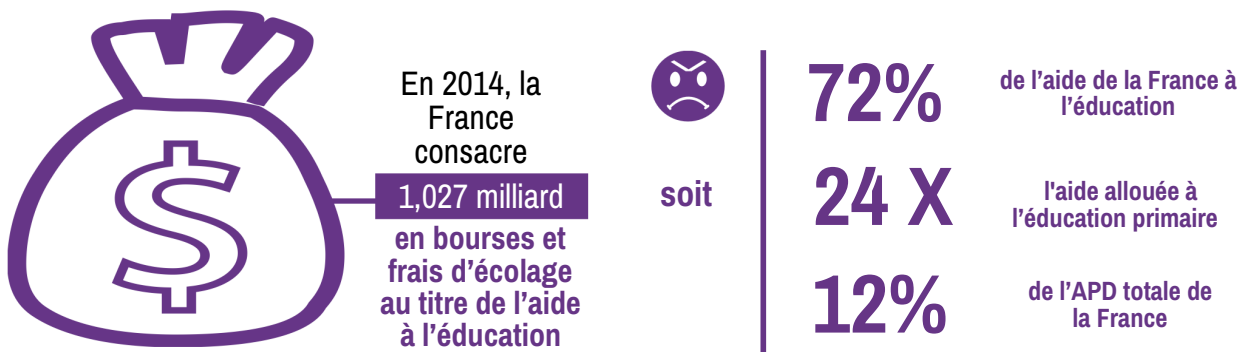 En 2014, la
France
consacre
1,027 milliard
en bourses et
frais d’écolage
au titre de l’aide
à l’éducation
soit
72%
de l’aide de la France à
l’éducation
24 X
l'aide allouée à
l’éducation primaire
12%
de l’APD totale de
la France